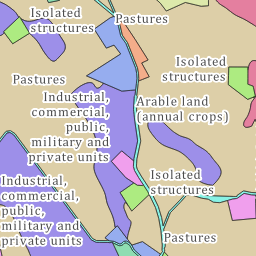 Isolated
structures
Pastures
Isolated
structures
Pastures
Industrial,
commercial,
public,
military and
private units
Arable land
(annual crops)
Isolated
structures
Industrial,
commercial,
public,
military and
private units
Pastures